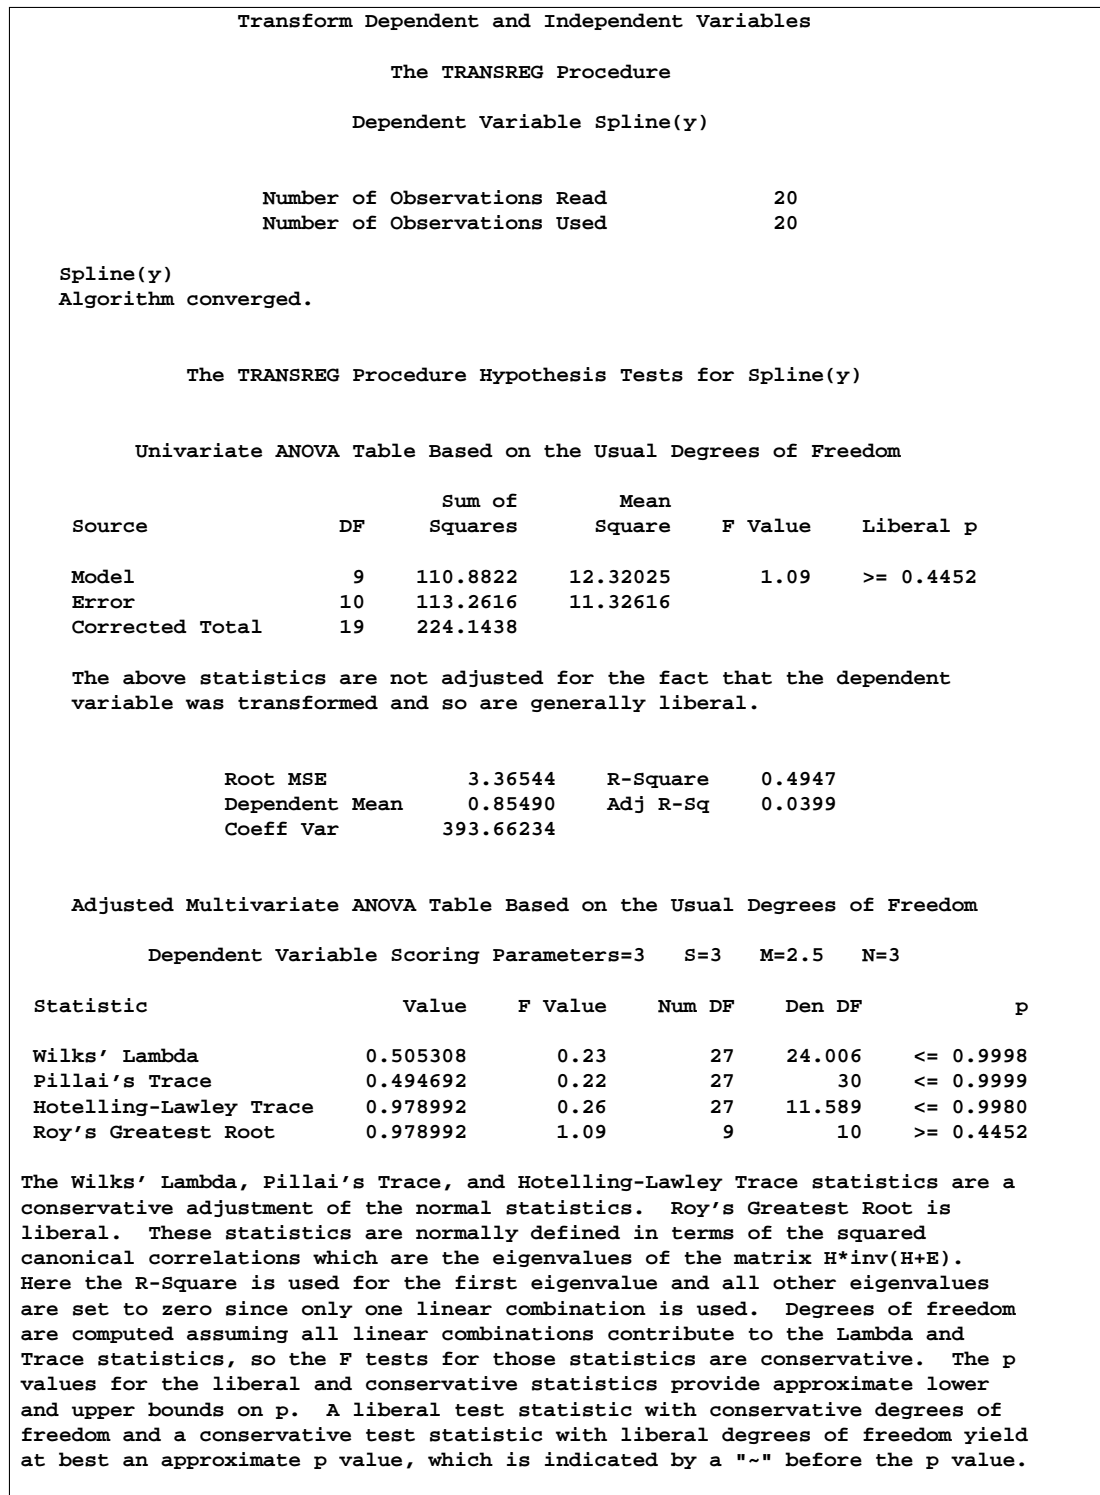 Transform Dependent and Independent Variables
The TRANSREG Procedure
Dependent Variable Spline(y)
Number of Observations Read 20
Number of Observations Used 20
Spline(y)
Algorithm converged.
The TRANSREG Procedure Hypothesis Tests for Spline(y)
Univariate ANOVA Table Based on the Usual Degrees of Freedom
Sum of Mean
Source DF Squares Square F Value Liberal p
Model 9 110.8822 12.32025 1.09 >= 0.4452
Error 10 113.2616 11.32616
Corrected Total 19 224.1438
The above statistics are not adjusted for the fact that the dependent
variable was transformed and so are generally liberal.
Root MSE 3.36544 R-Square 0.4947
Dependent Mean 0.85490 Adj R-Sq 0.0399
Coeff Var 393.66234
Adjusted Multivariate ANOVA Table Based on the Usual Degrees of Freedom
Dependent Variable Scoring Parameters=3 S=3 M=2.5 N=3
Statistic Value F Value Num DF Den DF p
Wilks’ Lambda 0.505308 0.23 27 24.006 <= 0.9998
Pillai’s Trace 0.494692 0.22 27 30 <= 0.9999
Hotelling-Lawley Trace 0.978992 0.26 27 11.589 <= 0.9980
Roy’s Greatest Root 0.978992 1.09 9 10 >= 0.4452
The Wilks’ Lambda, Pillai’s Trace, and Hotelling-Lawley Trace statistics are a
conservative adjustment of the normal statistics. Roy’s Greatest Root is
liberal. These statistics are normally defined in terms of the squared
canonical correlations which are the eigenvalues of the matrix H*inv(H+E).
Here the R-Square is used for the first eigenvalue and all other eigenvalues
are set to zero since only one linear combination is used. Degrees of freedom
are computed assuming all linear combinations contribute to the Lambda and
Trace statistics, so the F tests for those statistics are conservative. The p
values for the liberal and conservative statistics provide approximate lower
and upper bounds on p. A liberal test statistic with conservative degrees of
freedom and a conservative test statistic with liberal degrees of freedom yield
at best an approximate p value, which is indicated by a "~" before the p value.